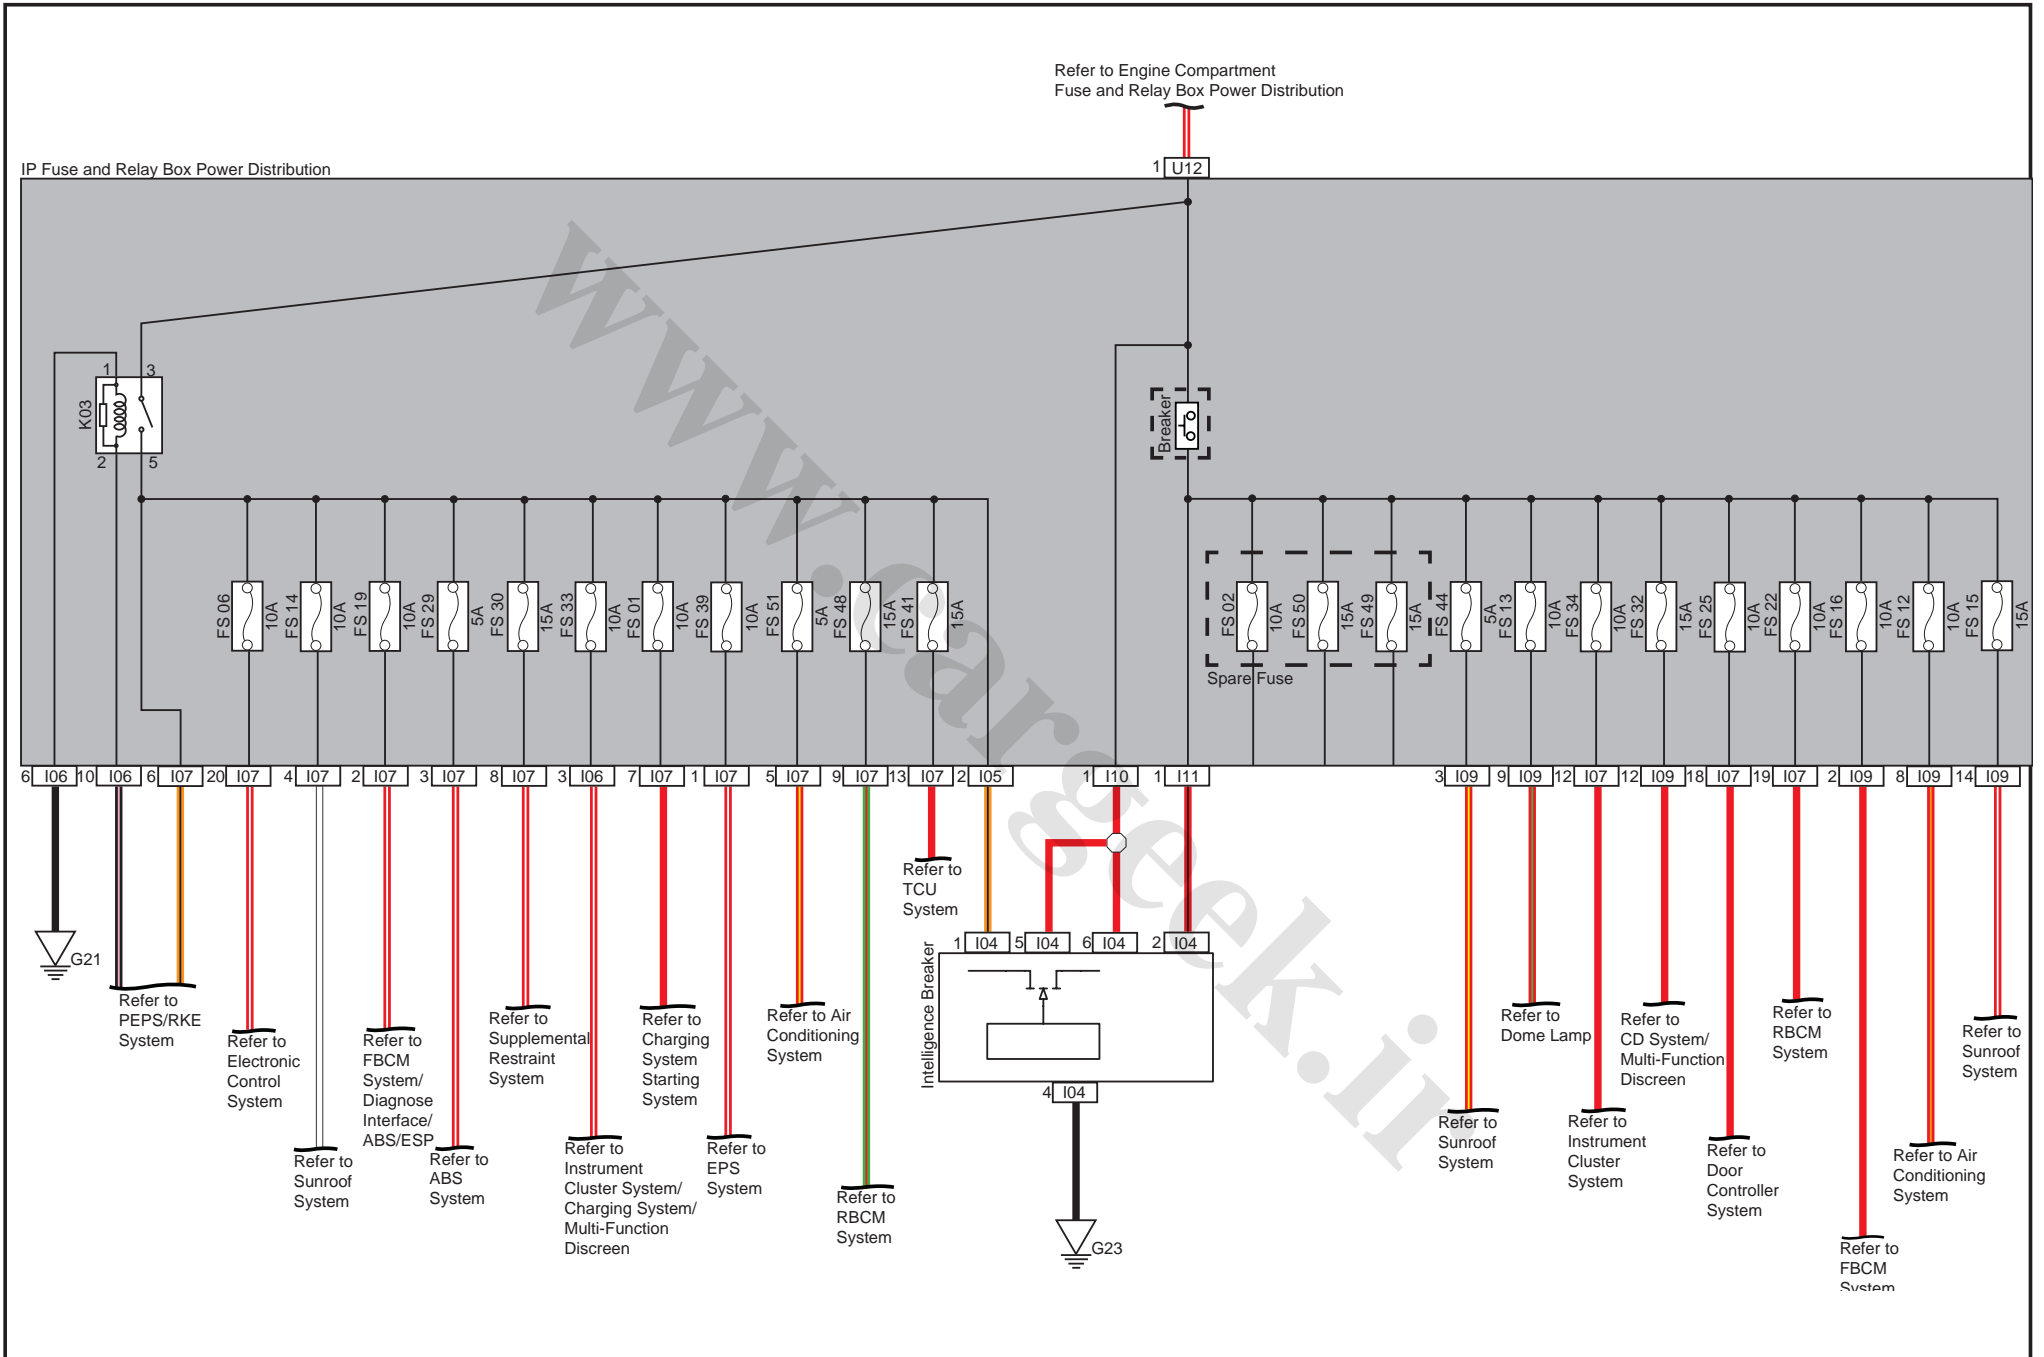 Refer to Engine Compartment
Fuse and Relay Box Power Distribution
1 U12
IP Fuse and Relay Box Power Distribution
1 3
K03
2 5
Breaker
FS 06 10A
FS 14 10A
FS 19 10A
FS 29 5A
FS 30 15A
FS 33 10A
FS 01 10A
FS 39 10A
FS 51 5A
FS 48 15A
FS 41 15A
FS 02 10A
FS 50 15A
FS 49 15A
FS 44 5A
FS 13 10A
FS 34 10A
FS 32 15A
FS 25 10A
FS 22 10A
FS 16 10A
FS 12 10A
FS 15 15A
Spare Fuse
6 I06 10 I06 6 I07 20 I07 4 I07 2 I07 3 I07 8 I07 3 I06 7 I07 1 I07 5 I07 9 I07 13 I07 2 I05 1 I10 1 I11 3 I09 9 I09 12 I07 12 I09 18 I07 19 I07 2 I09 8 I09 14 I09
G21
Refer to
PEPS/RKE
System
Refer to
Electronic
Control
System
Refer to
Sunroof
System
Refer to
FBCM
System/
Diagnose
Interface/
ABS/ESP
Refer to
ABS
System
Refer to
Supplemental
Restraint
System
Refer to
Instrument
Cluster System/
Charging System/
Multi-Function
Discreen
Refer to
Charging
System
Starting
System
Refer to
EPS
System
Refer to Air
Conditioning
System
Refer to
RBCM
System
Refer to
TCU
System
1 I04 5 I04 6 I04 2 I04
Intelligence Breaker
4 I04
G23
Refer to
Sunroof
System
Refer to
Dome Lamp
Refer to
Instrument
Cluster
System
Refer to
CD System/
Multi-Function
Discreen
Refer to
Door
Controller
System
Refer to
RBCM
System
Refer to
FBCM
System
Refer to Air
Conditioning
System
Refer to
Sunroof
System
www.cargeek.ir